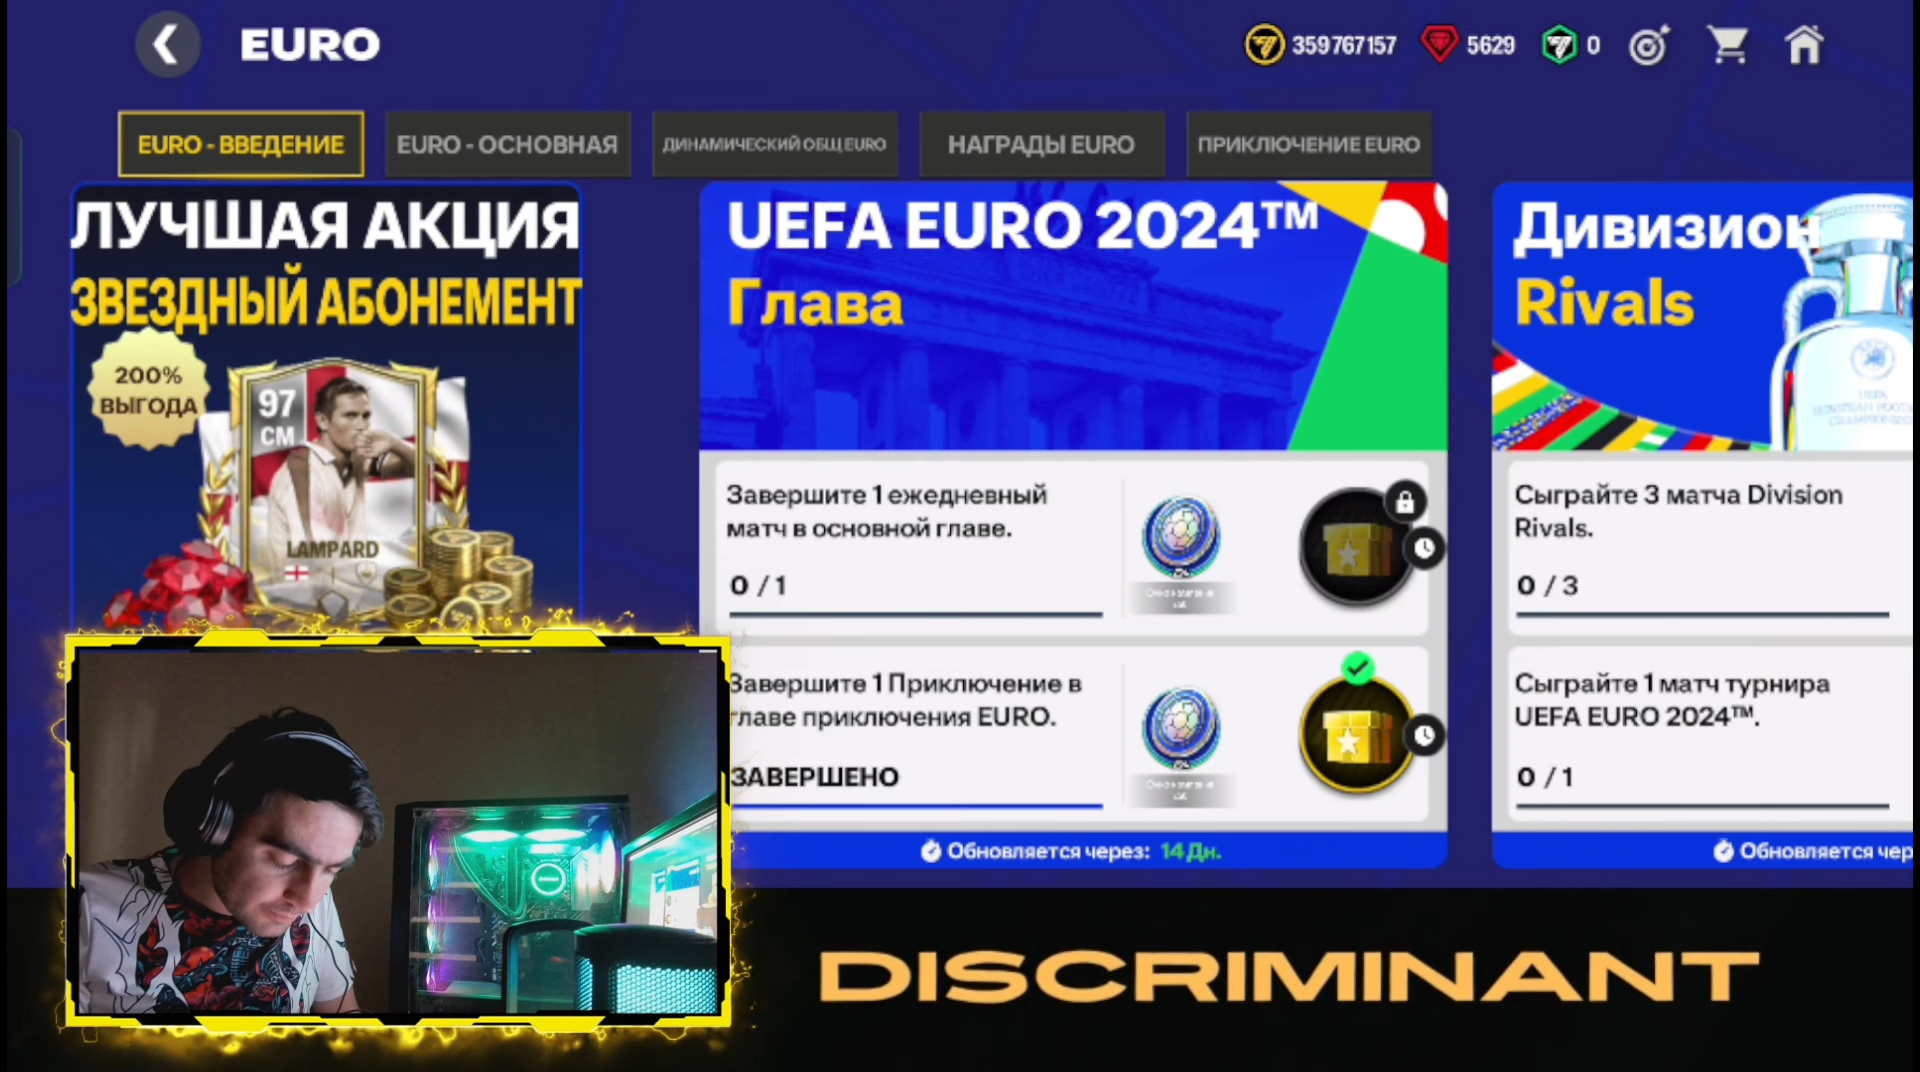 EURO
359767157
5629
0
EURO - ВВЕДЕНИЕ
EURO - ОСНОВНАЯ
ДИНАМИЧЕСКИЙ ОБЩ EURO
НАГРАДЫ EURO
ПРИКЛЮЧЕНИЕ EURO
ЛУЧШАЯ АКЦИЯ
ЗВЕЗДНЫЙ АБОНЕМЕНТ
200%
ВЫГОДА
97
CM
LAMPARD
UEFA EURO 2024™
Глава
Завершите 1 ежедневный
матч в основной главе.
0 / 1
Завершите 1 Приключение в
главе приключения EURO.
ЗАВЕРШЕНО
Обновляется через: 14 Дн.
Дивизион
Rivals
Сыграйте 3 матча Division
Rivals.
0 / 3
Сыграйте 1 матч турнира
UEFA EURO 2024™.
0 / 1
Обновляется чер
DISCRIMINANT